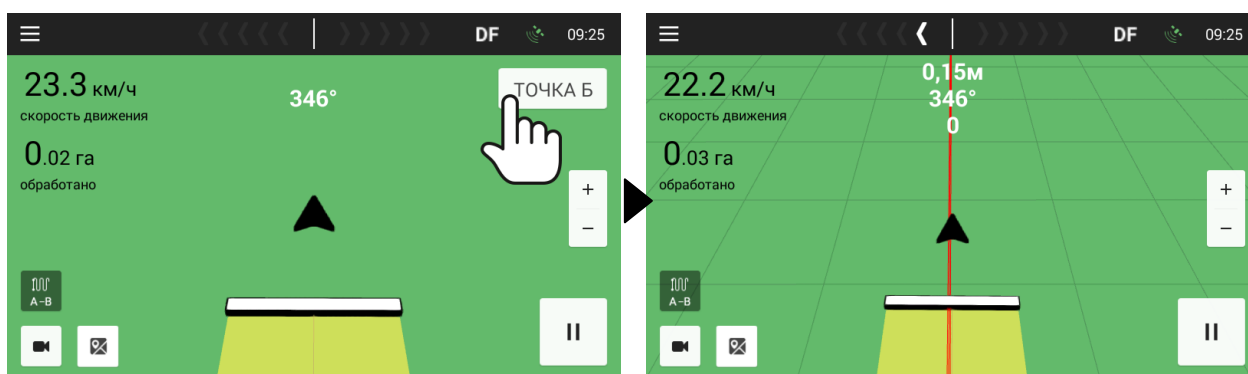 DF 09:25
23.3 км/ч
скорость движения
346°
ТОЧКА Б
0.02 га
обработано
+
−
A-B
DF 09:25
22.2 км/ч
скорость движения
0,15м
346°
0
0.03 га
обработано
+
−
A-B